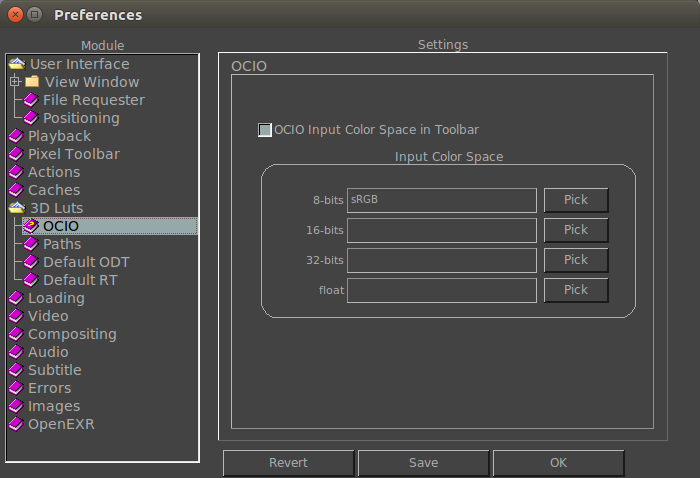 Preferences
Module
User Interface
View Window
File Requester
Positioning
Playback
Pixel Toolbar
Actions
Caches
3D Luts
OCIO
Paths
Default ODT
Default RT
Loading
Video
Compositing
Audio
Subtitle
Errors
Images
OpenEXR
Settings
OCIO
OCIO Input Color Space in Toolbar
Input Color Space
8-bits sRGB Pick
16-bits Pick
32-bits Pick
float Pick
Revert Save OK